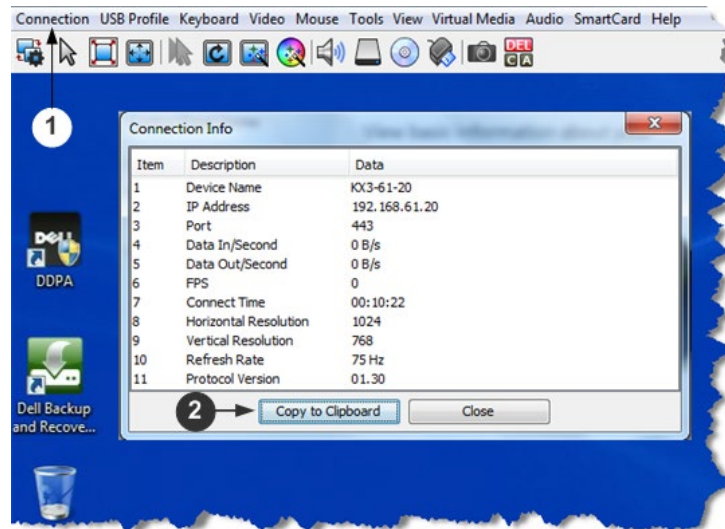 Connection USB Profile Keyboard Video Mouse Tools View Virtual Media Audio SmartCard Help
DEL
C A
1
Connection Info
Item Description Data
1 Device Name KX3-61-20
2 IP Address 192.168.61.20
3 Port 443
4 Data In/Second 0 B/s
5 Data Out/Second 0 B/s
6 FPS 0
7 Connect Time 00:10:22
8 Horizontal Resolution 1024
9 Vertical Resolution 768
10 Refresh Rate 75 Hz
11 Protocol Version 01.30
2 Copy to Clipboard Close
DELL
DDPA
Dell Backup
and Recove...